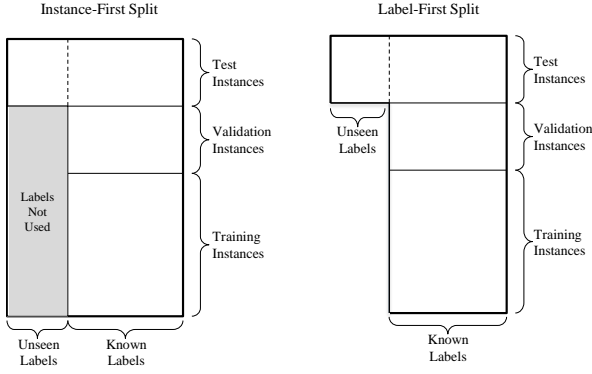 Instance-First Split
Test
Instances
Validation
Instances
Labels
Not
Used
Training
Instances
Unseen
Labels
Known
Labels
Label-First Split
Test
Instances
Unseen
Labels
Validation
Instances
Training
Instances
Known
Labels